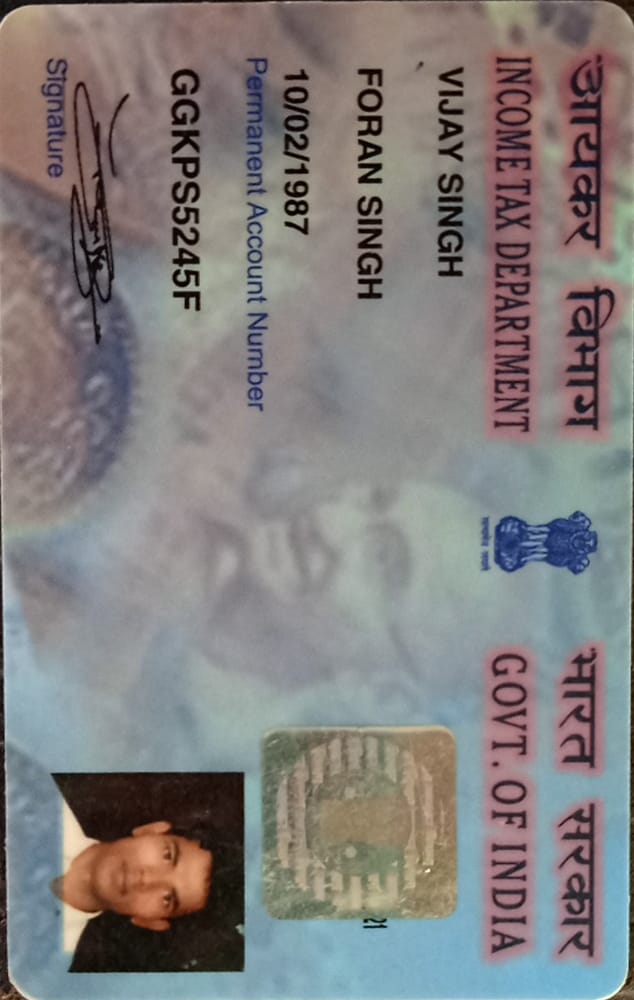 आयकर विभाग
INCOME TAX DEPARTMENT
भारत सरकार
GOVT. OF INDIA
सत्यमेव जयते
VIJAY SINGH
FORAN SINGH
21
10/02/1987
Permanent Account Number
GGKPS5245F
Signature